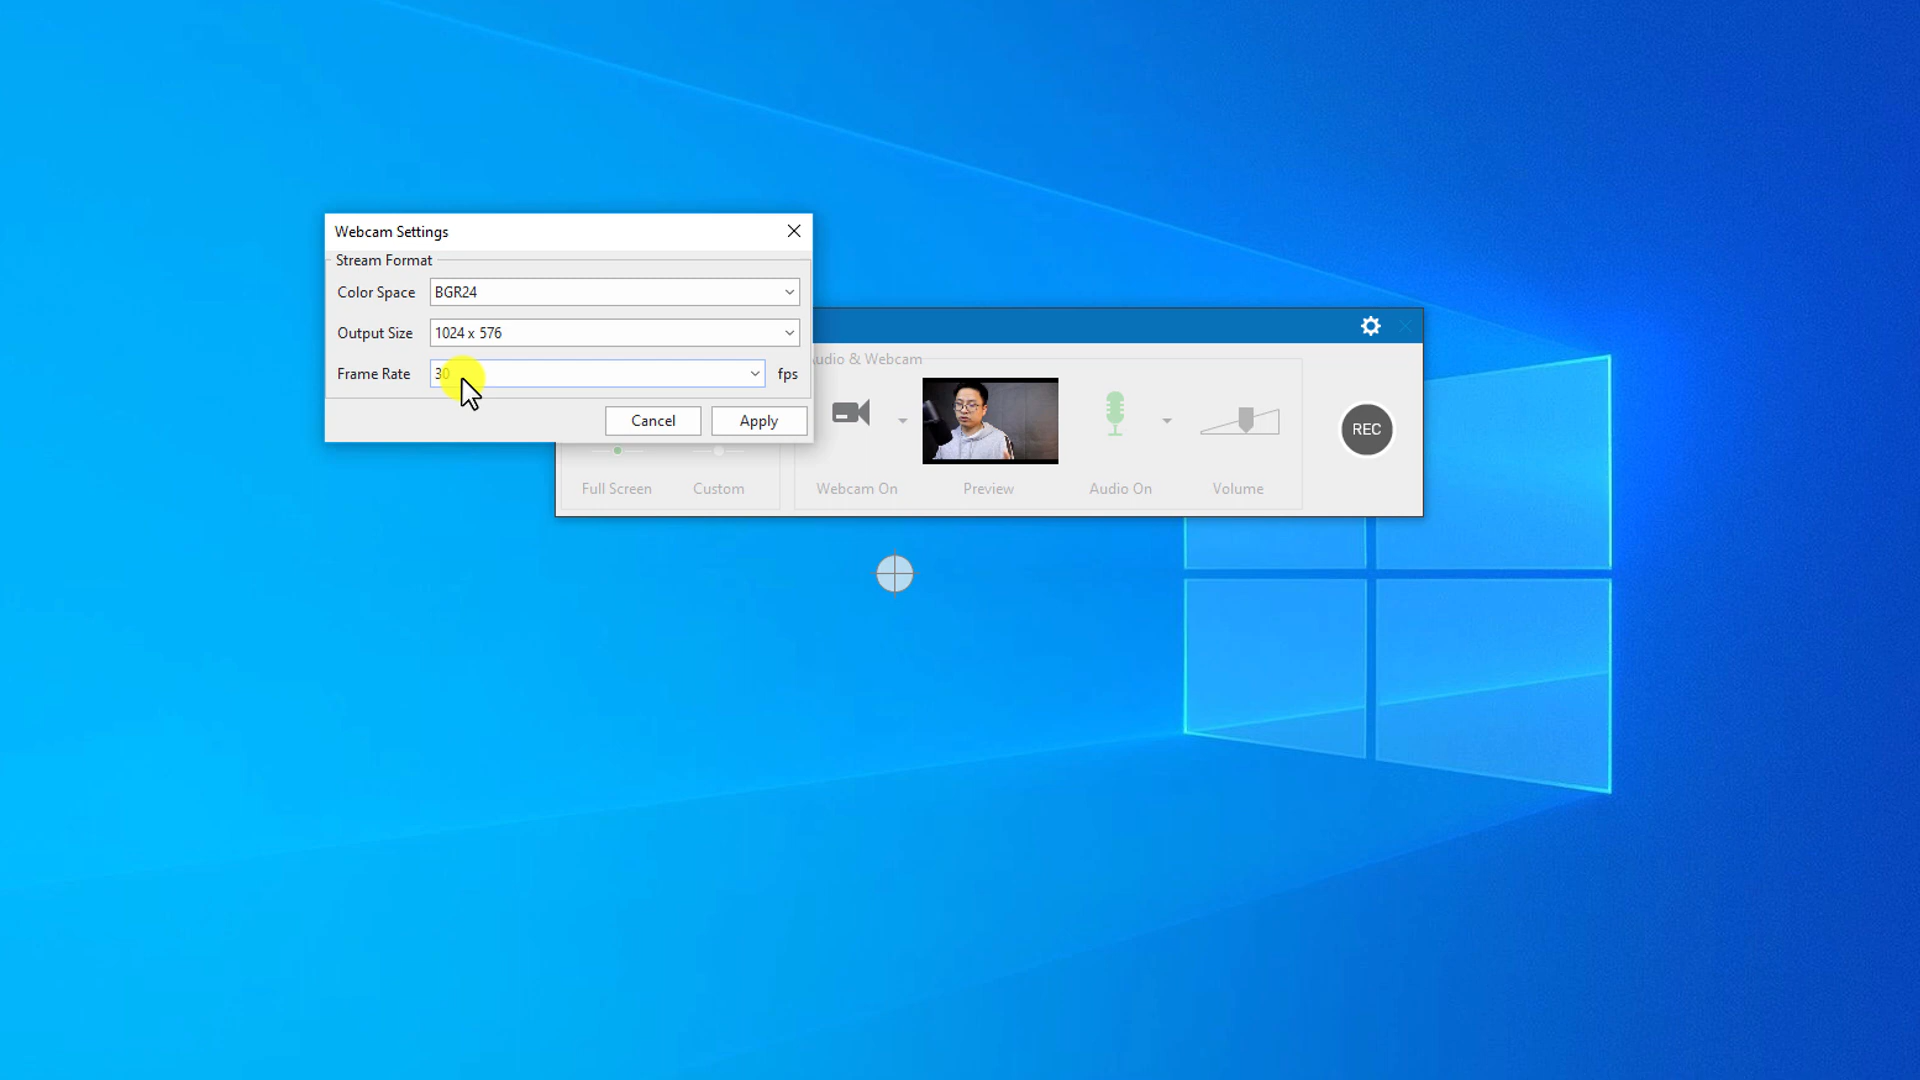 Webcam Settings
Stream Format
Color Space BGR24
Output Size 1024 x 576
Frame Rate 30 fps
Cancel Apply
Audio & Webcam
REC
Full Screen Custom Webcam On Preview Audio On Volume